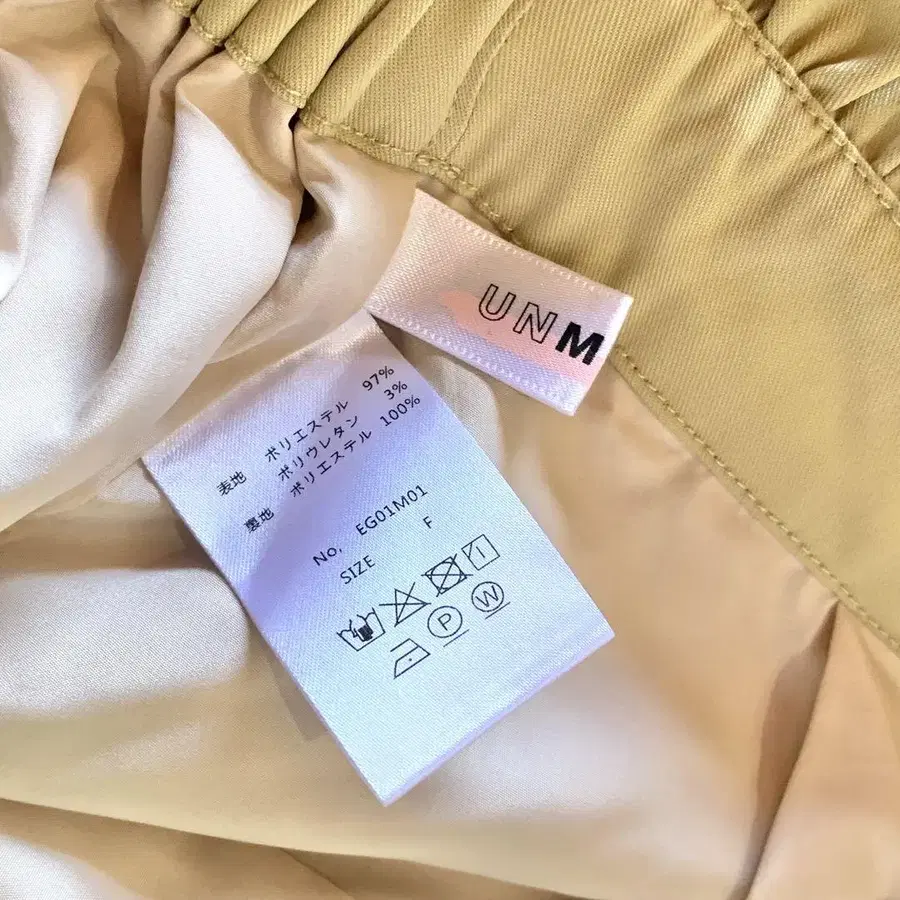 UNM
表地 ポリエステル 97%
ポリウレタン 3%
裏地 ポリエステル 100%
No, EG01M01
SIZE F
P W